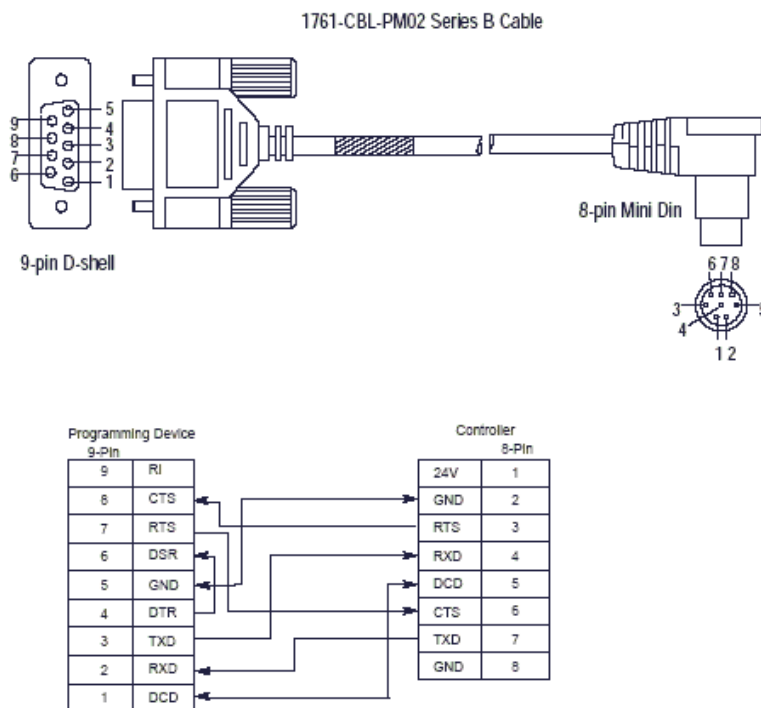 1761-CBL-PM02 Series B Cable
5
9
4
8
3
7
2
6
1
9-pin D-shell
8-pin Mini Din
6 7 8
3
5
4
1 2
Programming Device
9-Pin
9 RI
8 CTS
7 RTS
6 DSR
5 GND
4 DTR
3 TXD
2 RXD
1 DCD
Controller
8-Pin
24V 1
GND 2
RTS 3
RXD 4
DCD 5
CTS 6
TXD 7
GND 8